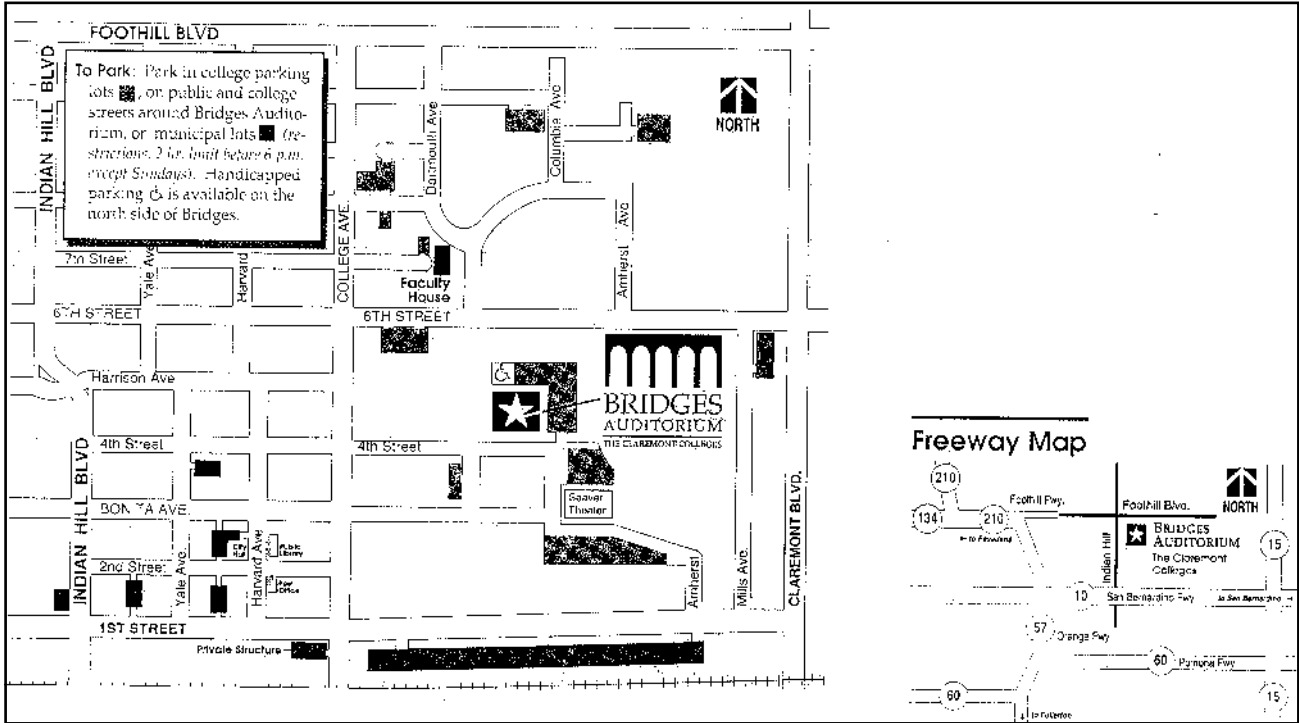 FOOTHILL BLVD
INDIAN HILL BLVD
To Park: Park in college parking
lots , on public and college
streets around Bridges Audito-
rium, or municipal lots (re-
strictions, 2 hr. limit before 6 p.m.
except Sundays). Handicapped
parking is available on the
north side of Bridges.
NORTH
Dartmouth Ave
Columbia Ave
Amherst Ave
COLLEGE AVE.
7th Street
Yale Ave
Harvard
Faculty
House
6TH STREET
6TH STREET
Harrison Ave
BRIDGES
AUDITORIUM
THE CLAREMONT COLLEGES
4th Street
4th Street
INDIAN HILL BLVD
Seaver
Theater
BON TA AVE.
City
Hall
Public
Library
2nd Street
Yale Ave.
Harvard Ave
Post
Office
Amherst
Mills Ave.
CLAREMONT BLVD.
1ST STREET
Private Structure
Freeway Map
210
Foothill Fwy.
Foothill Blvd.
NORTH
134
210
to Pasadena
BRIDGES
AUDITORIUM
The Claremont
Colleges
15
Indian Hill
10
San Bernardino Fwy
to San Bernardino
57
Orange Fwy
60
Pomona Fwy
60
15
to Fullerton